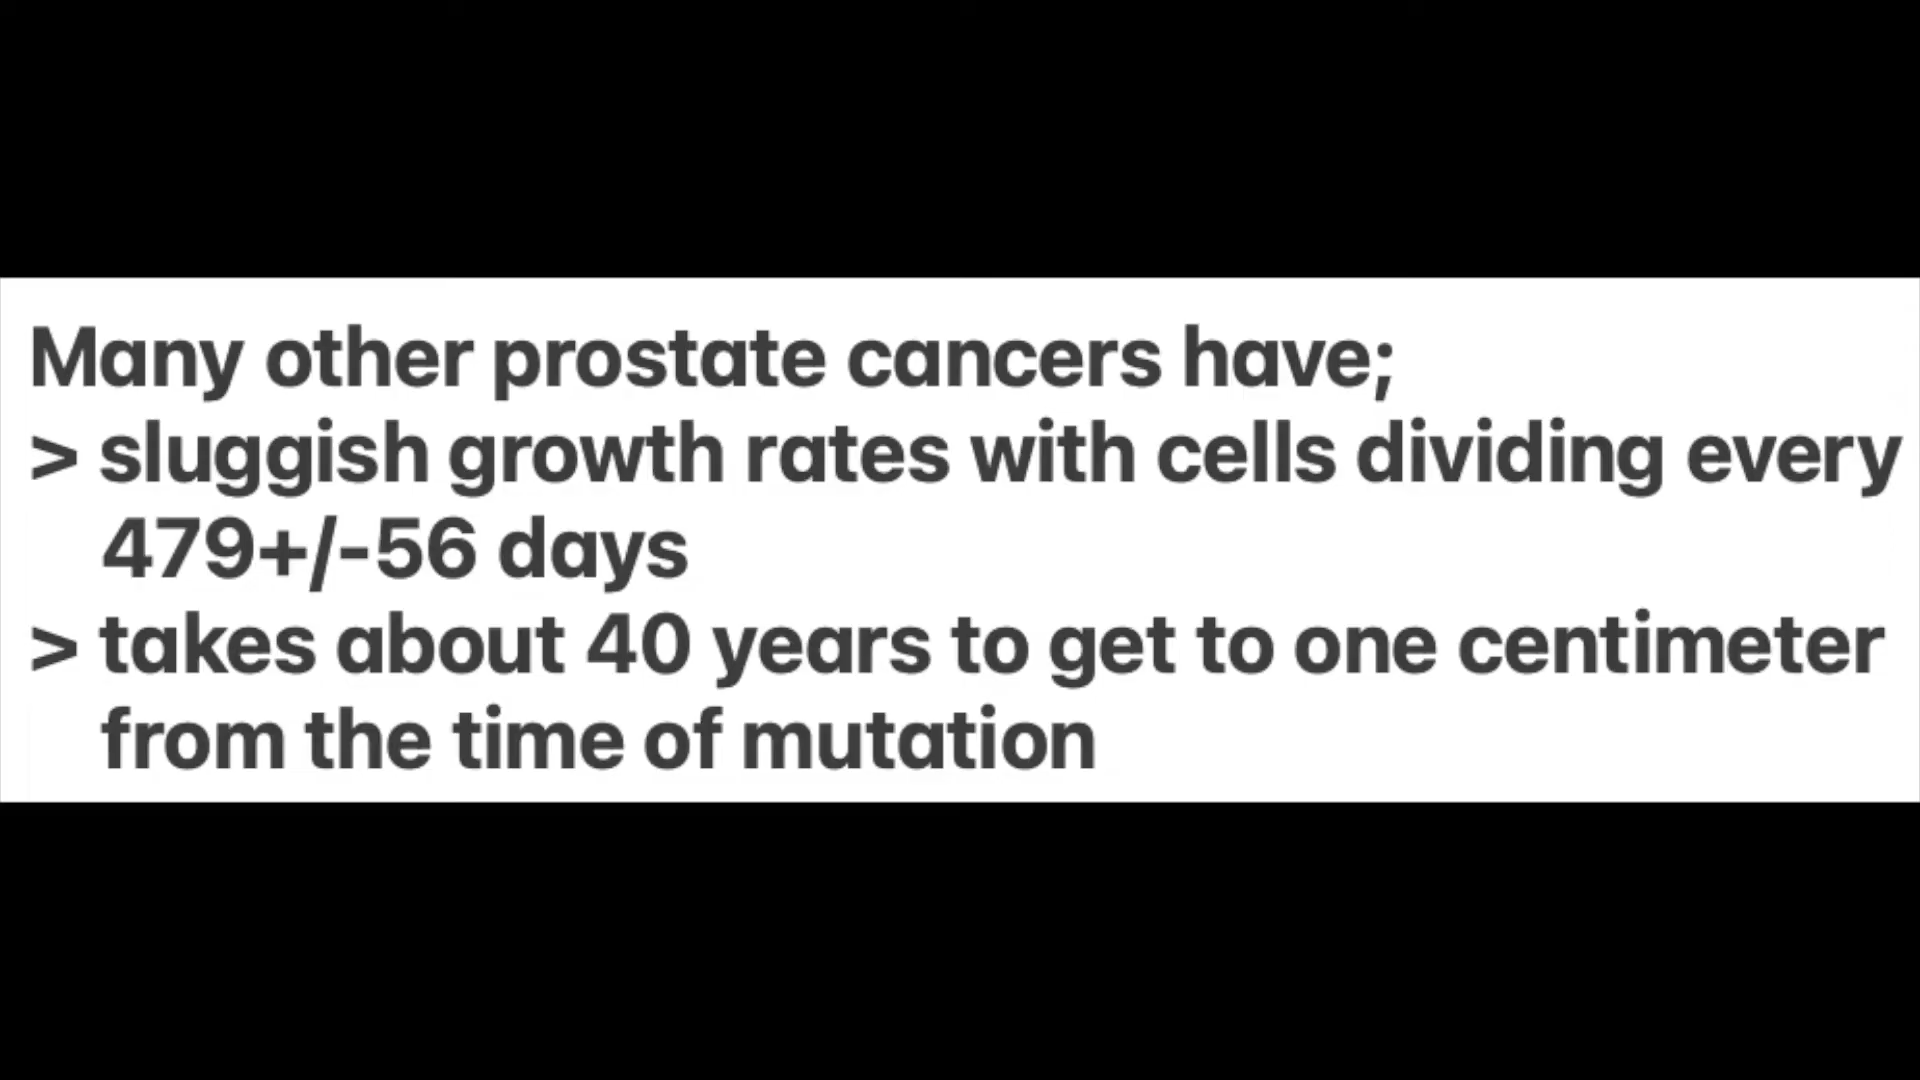 Many other prostate cancers have;
> sluggish growth rates with cells dividing every
479+/-56 days
> takes about 40 years to get to one centimeter
from the time of mutation